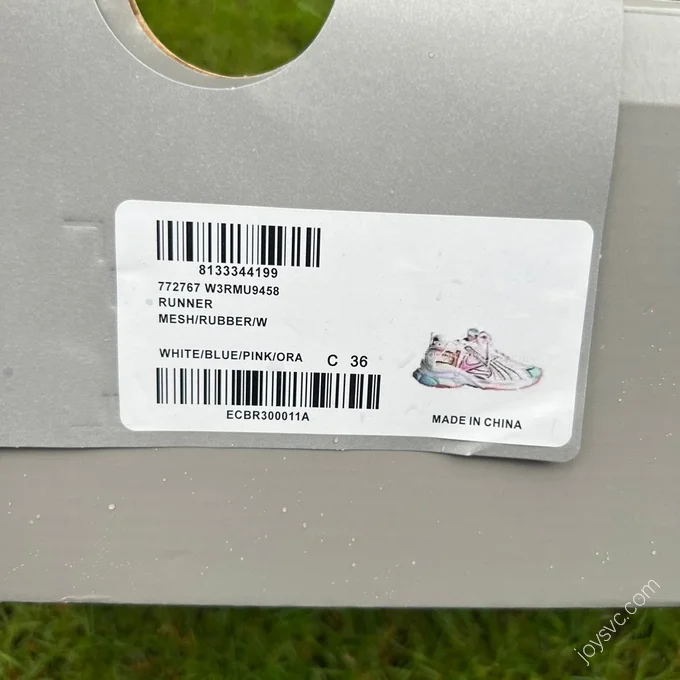 8133344199
772767 W3RMU9458
RUNNER
MESH/RUBBER/W
WHITE/BLUE/PINK/ORA C 36
ECBR300011A
MADE IN CHINA
joysvc.com